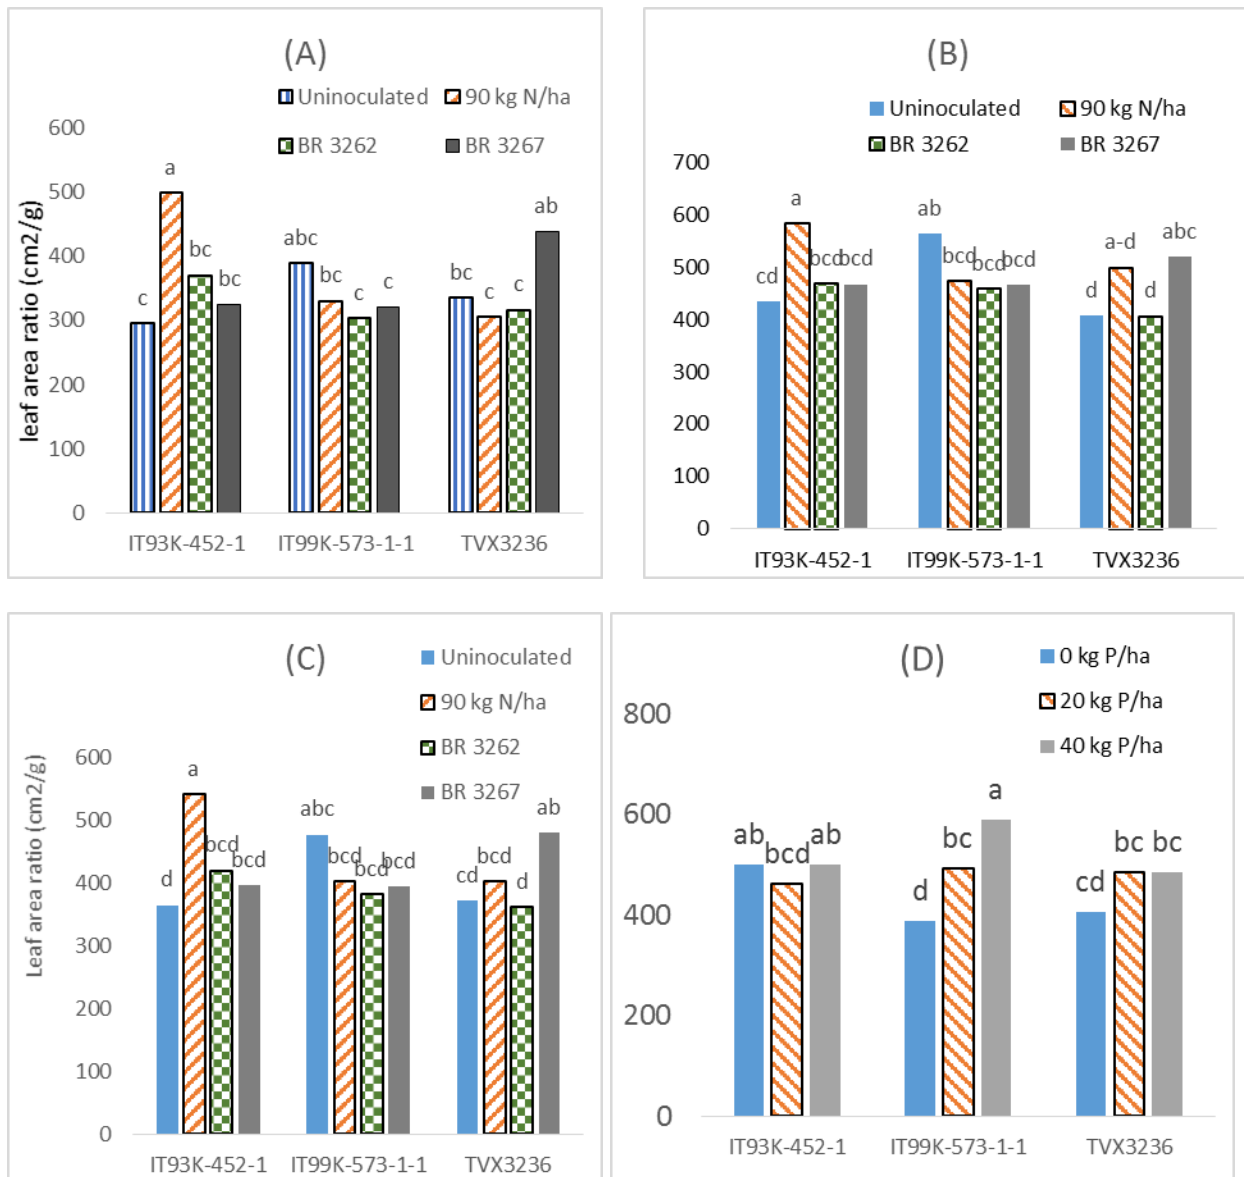 (A)
Uninoculated 90 kg N/ha
BR 3262 BR 3267
leaf area ratio (cm2/g)
600
500
400
300
200
100
0
a
ab
abc
bc
bc bc bc
c c c c c
IT93K-452-1 IT99K-573-1-1 TVX3236
(B)
Uninoculated 90 kg N/ha
BR 3262 BR 3267
700
600
500
400
300
200
100
0
a ab
a-d abc
cd bcd bcd bcd bcd bcd d d
IT93K-452-1 IT99K-573-1-1 TVX3236
(C)
Uninoculated
90 kg N/ha
BR 3262
BR 3267
Leaf area ratio (cm2/g)
600
500
400
300
200
100
0
a abc ab
d bcd bcd bcd bcd bcd cd bcd d
IT93K-452-1 IT99K-573-1-1 TVX3236
(D)
0 kg P/ha
20 kg P/ha
40 kg P/ha
800
600
400
200
0
a
ab bcd ab d bc cd bc bc
IT93K-452-1 IT99K-573-1-1 TVX3236